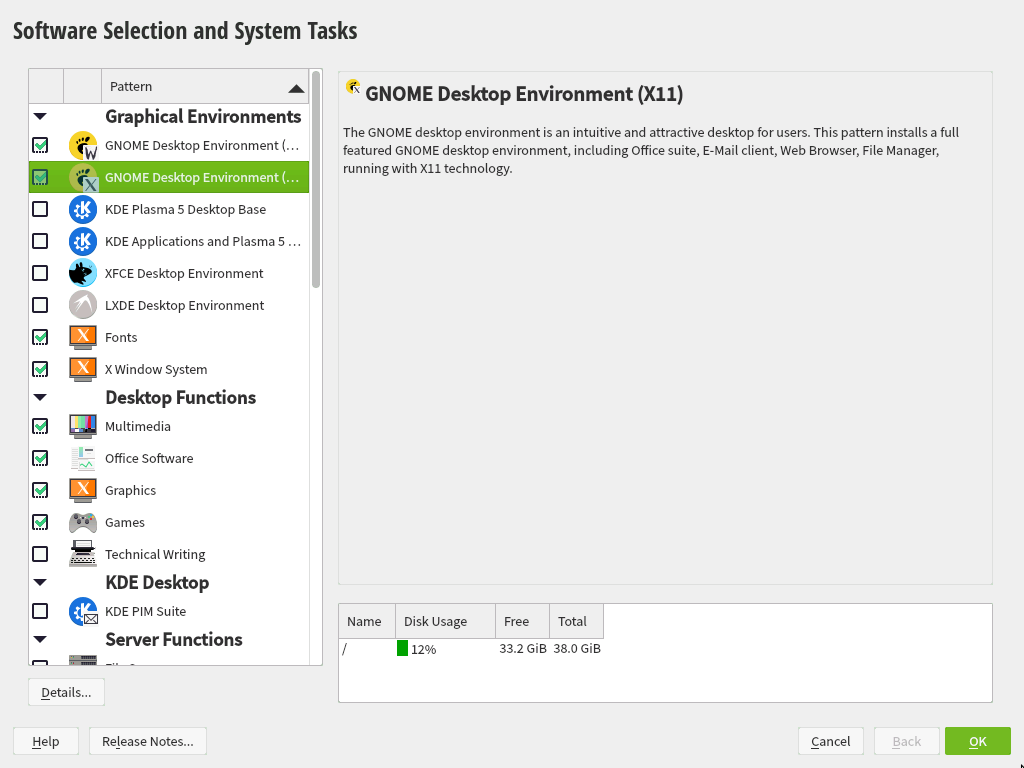 Software Selection and System Tasks
Pattern
Graphical Environments
GNOME Desktop Environment (...
GNOME Desktop Environment (...
KDE Plasma 5 Desktop Base
KDE Applications and Plasma 5 ...
XFCE Desktop Environment
LXDE Desktop Environment
Fonts
X Window System
Desktop Functions
Multimedia
Office Software
Graphics
Games
Technical Writing
KDE Desktop
KDE PIM Suite
Server Functions
Details...
GNOME Desktop Environment (X11)
The GNOME desktop environment is an intuitive and attractive desktop for users. This pattern installs a full
featured GNOME desktop environment, including Office suite, E-Mail client, Web Browser, File Manager,
running with X11 technology.
Name Disk Usage Free Total
/ 12% 33.2 GiB 38.0 GiB
Help Release Notes... Cancel Back OK